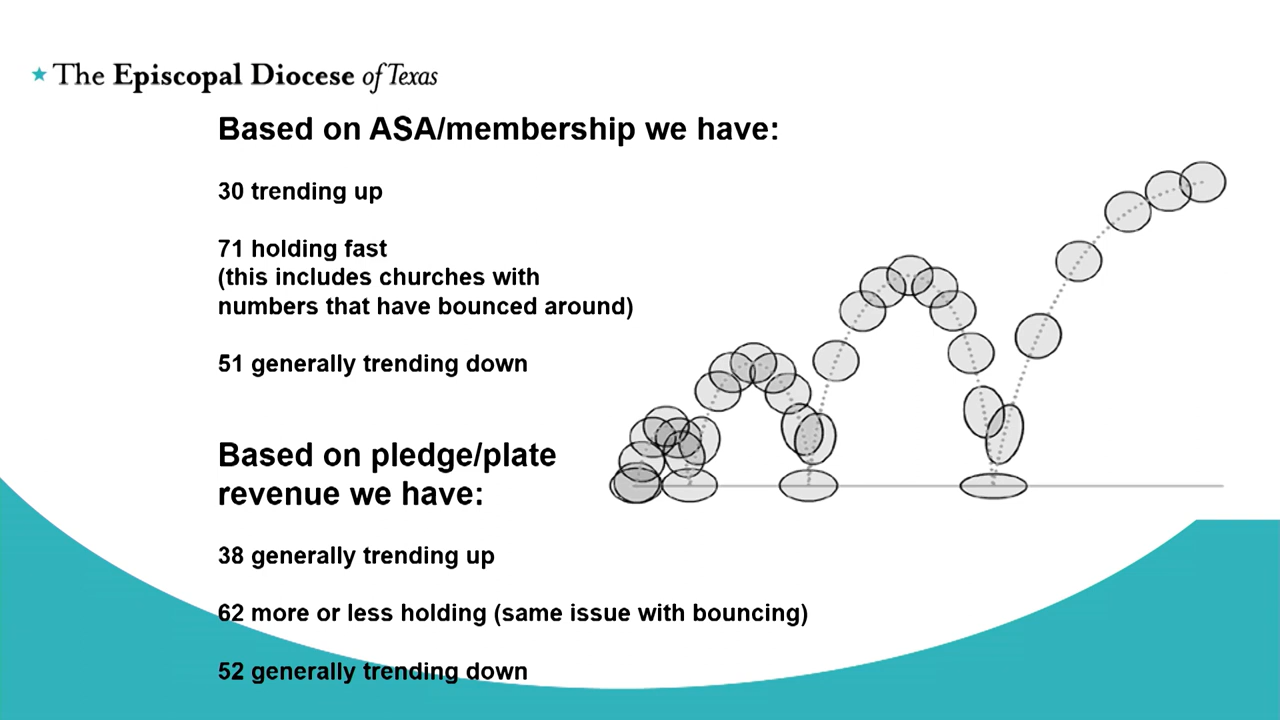 The Episcopal Diocese of Texas
Based on ASA/membership we have:
30 trending up
71 holding fast
(this includes churches with
numbers that have bounced around)
51 generally trending down
Based on pledge/plate
revenue we have:
38 generally trending up
62 more or less holding (same issue with bouncing)
52 generally trending down